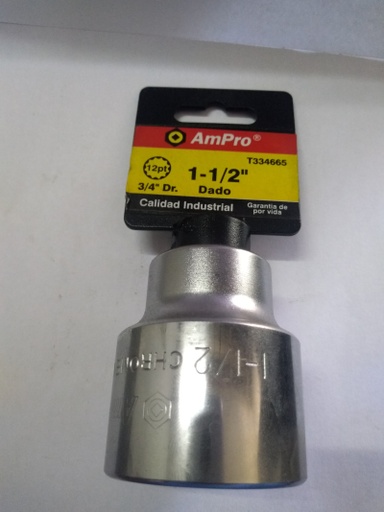 AmPro®
T334665
12pt
1-1/2"
3/4" Dr.
Dado
Calidad Industrial
Garantía de
por vida
1-1/2 CHROME